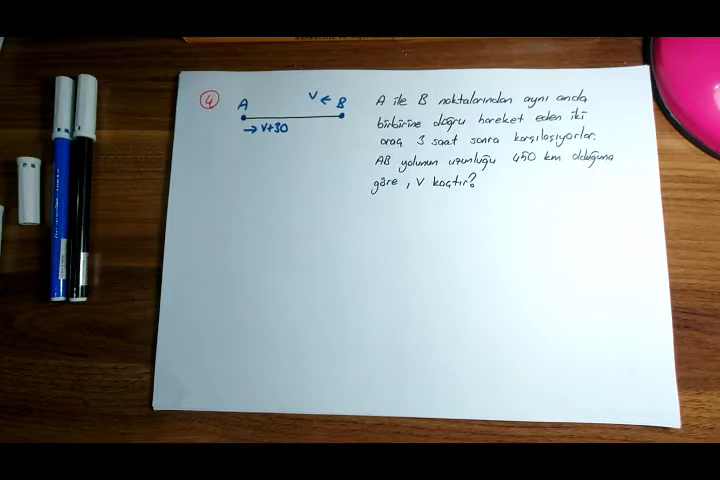 4
A
V ←
B
→ V+30
A ile B noktalarından aynı anda
birbirine doğru hareket eden iki
araç 3 saat sonra karşılaşıyorlar.
AB yolunun uzunluğu 450 km olduğuna
göre, V kaçtır?